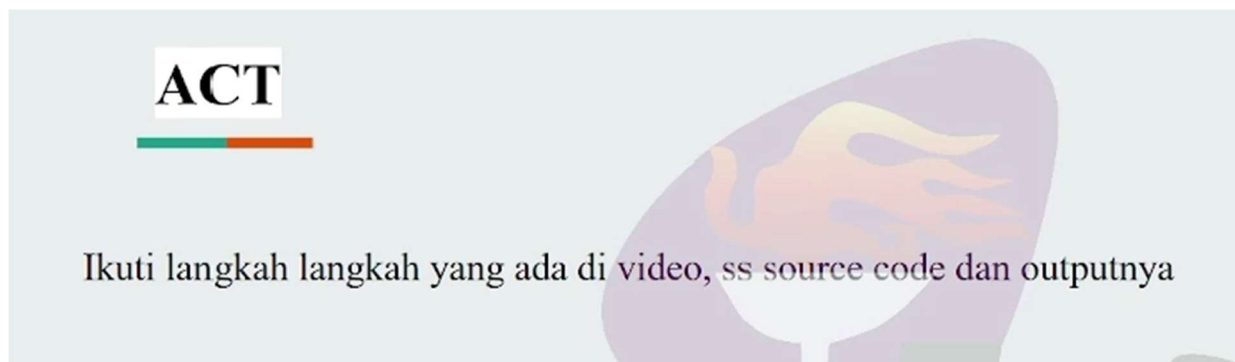 ACT
Ikuti langkah langkah yang ada di video, ss source code dan outputnya